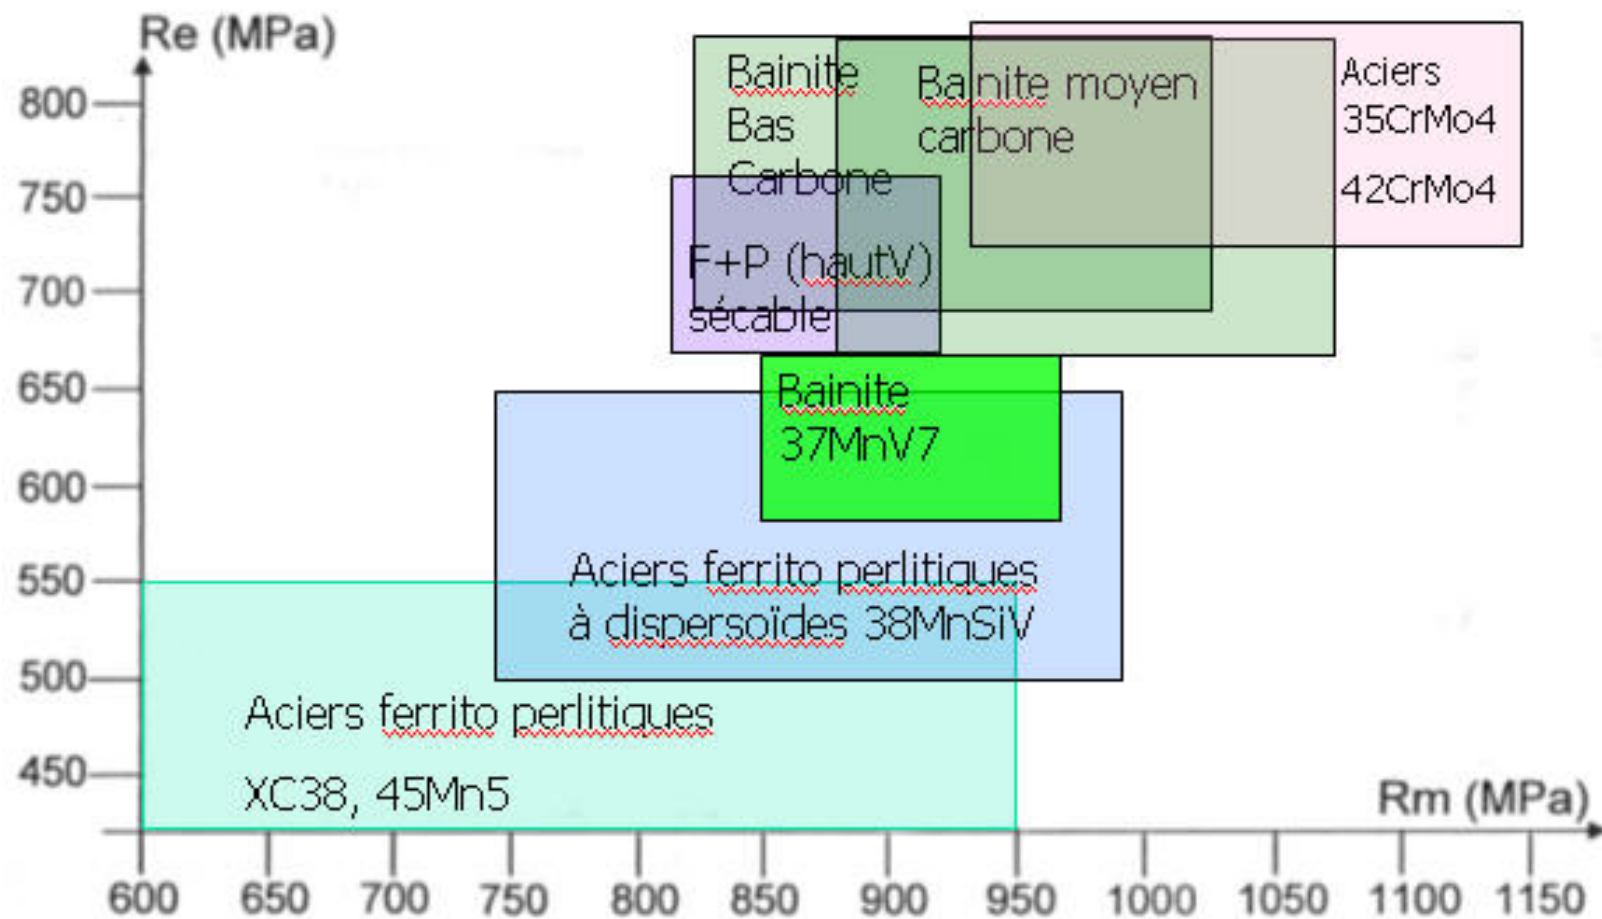 Re (MPa)
800
750
700
650
600
550
500
450
Bainite
Bas
Carbone
Bainite moyen
carbone
Aciers
35CrMo4
42CrMo4
F+P (hautV)
sécable
Bainite
37MnV7
Aciers ferrito perlitiques
à dispersoïdes 38MnSiV
Aciers ferrito perlitiques
XC38, 45Mn5
Rm (MPa)
600 650 700 750 800 850 900 950 1000 1050 1100 1150